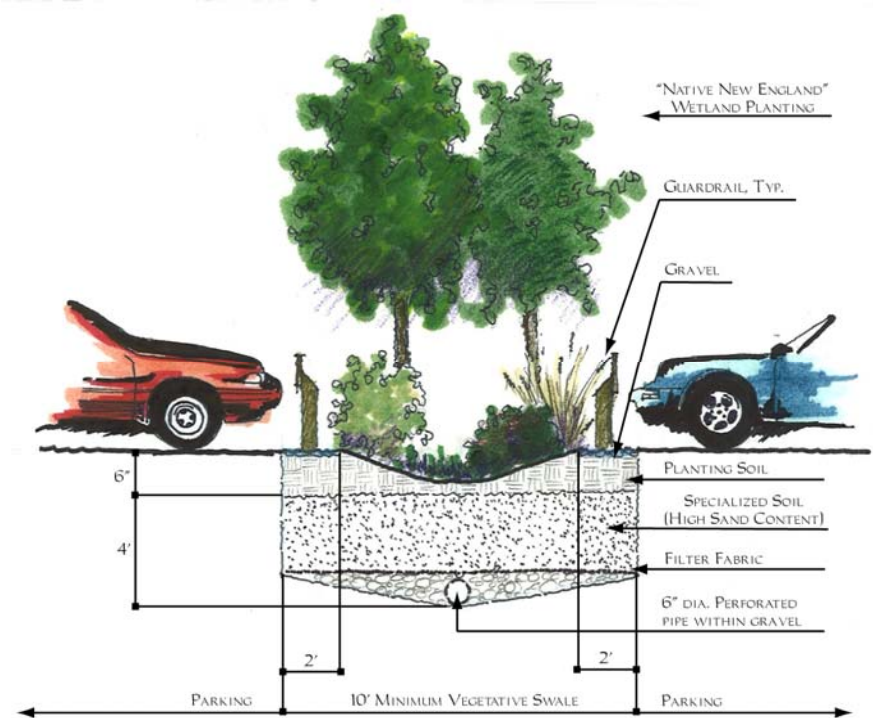 "Native New England"
Wetland Planting
Guardrail, Typ.
Gravel
Planting Soil
6"
Specialized Soil
(High Sand Content)
4'
Filter Fabric
6" dia. Perforated
pipe within gravel
2'
2'
Parking
10' Minimum Vegetative Swale
Parking